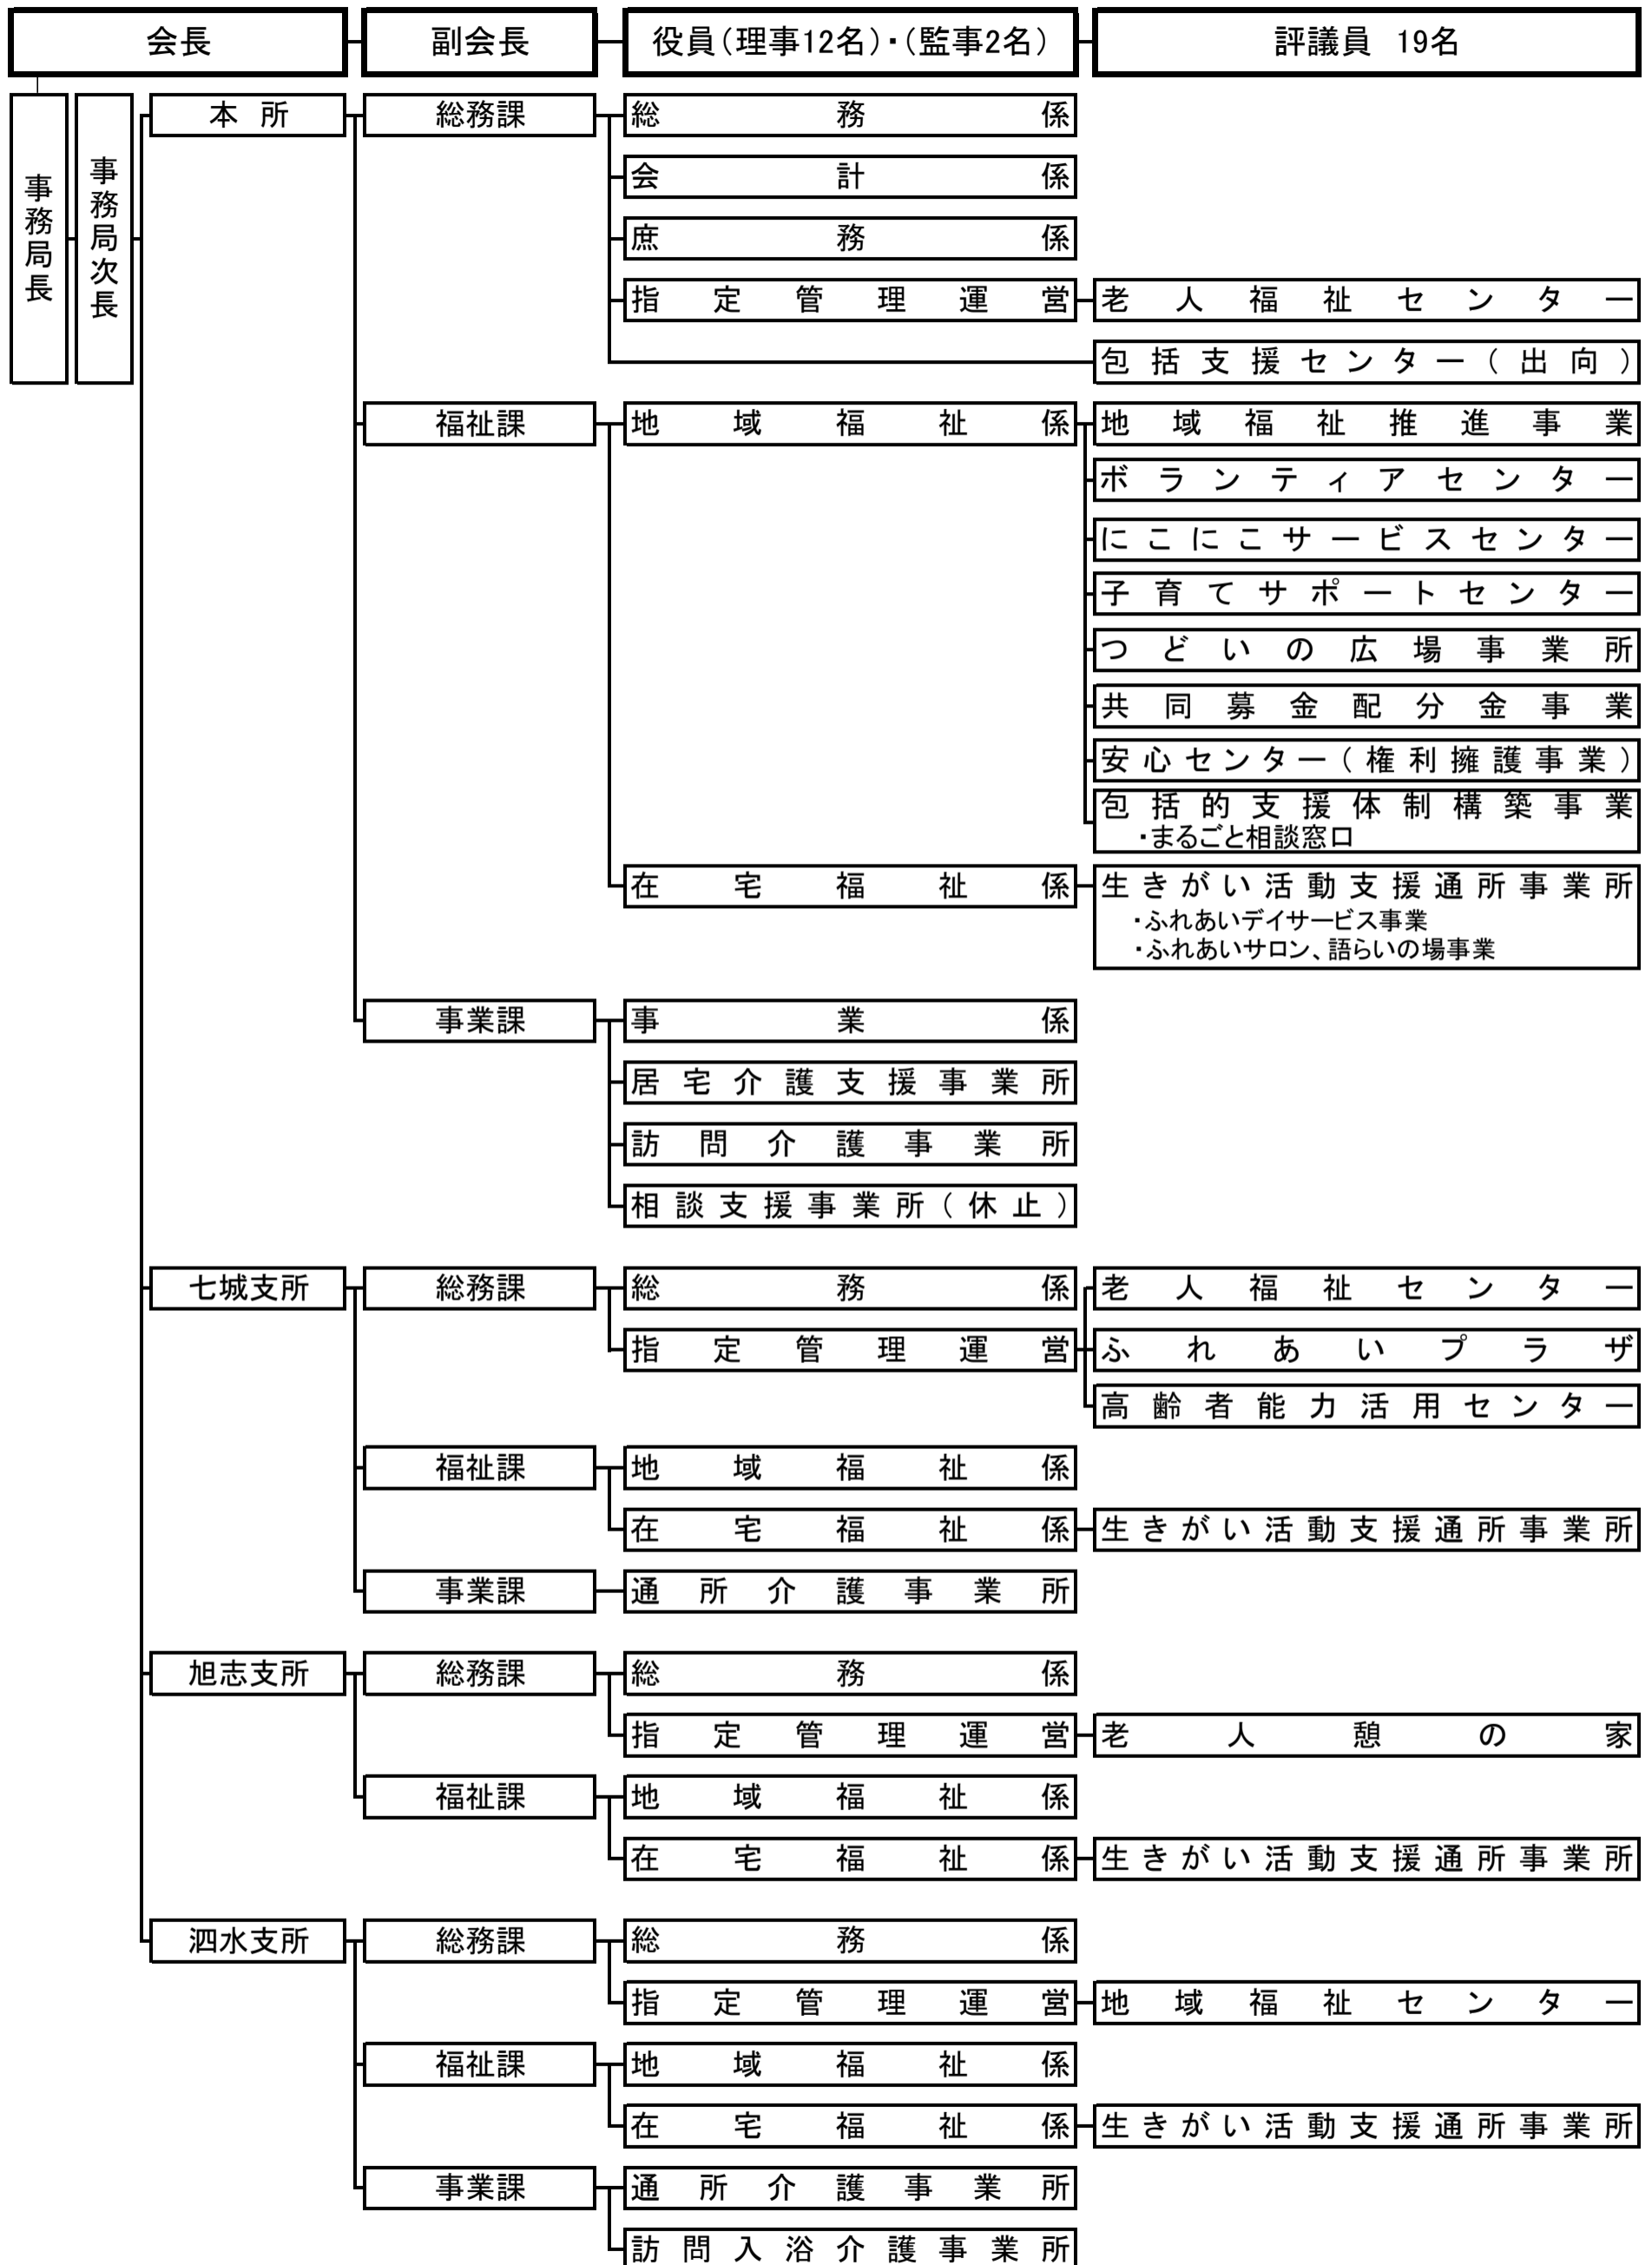 会長
副会長
役員(理事12名)・(監事2名)
評議員 19名
事務局長
事務局次長
本所
総務課
総務係
会計係
庶務係
指定管理運営
老人福祉センター
包括支援センター(出向)
福祉課
地域福祉係
地域福祉推進事業
ボランティアセンター
にこにこサービスセンター
子育てサポートセンター
つどいの広場事業所
共同募金配分金事業
安心センター(権利擁護事業)
包括的支援体制構築事業
・まるごと相談窓口
在宅福祉係
生きがい活動支援通所事業所
・ふれあいデイサービス事業
・ふれあいサロン、語らいの場事業
事業課
事業係
居宅介護支援事業所
訪問介護事業所
相談支援事業所(休止)
七城支所
総務課
総務係
老人福祉センター
指定管理運営
ふれあいプラザ
高齢者能力活用センター
福祉課
地域福祉係
在宅福祉係
生きがい活動支援通所事業所
事業課
通所介護事業所
旭志支所
総務課
総務係
指定管理運営
老人憩の家
福祉課
地域福祉係
在宅福祉係
生きがい活動支援通所事業所
泗水支所
総務課
総務係
指定管理運営
地域福祉センター
福祉課
地域福祉係
在宅福祉係
生きがい活動支援通所事業所
事業課
通所介護事業所
訪問入浴介護事業所